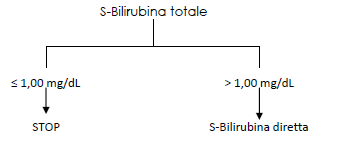 S-Bilirubina totale
≤ 1,00 mg/dL
> 1,00 mg/dL
STOP
S-Bilirubina diretta